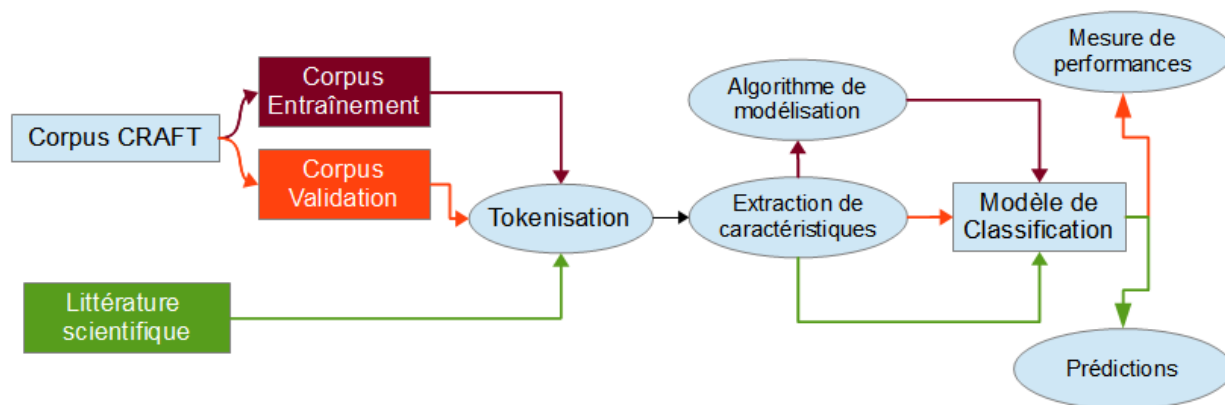 Corpus CRAFT
Corpus
Entraînement
Corpus
Validation
Littérature
scientifique
Tokenisation
Algorithme de
modélisation
Extraction de
caractéristiques
Modèle de
Classification
Mesure de
performances
Prédictions